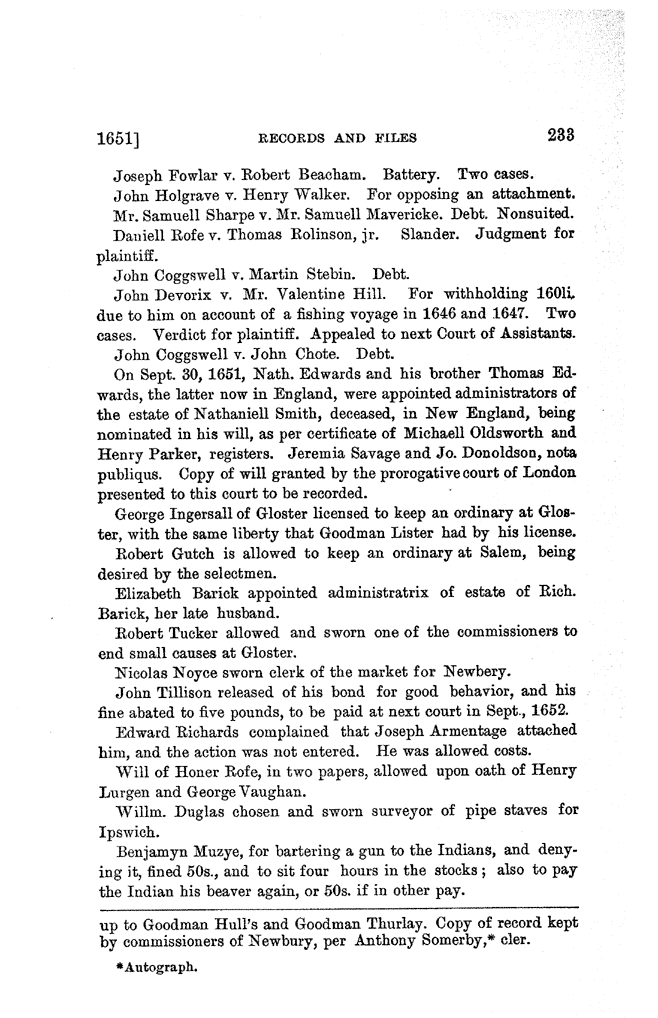 1651] RECORDS AND FILES 233
Joseph Fowlar v. Robert Beacham. Battery. Two cases.
John Holgrave v. Henry Walker. For opposing an attachment.
Mr. Samuell Sharpe v. Mr. Samuell Mavericke. Debt. Nonsuited.
Daniell Rofe v. Thomas Rolinson, jr. Slander. Judgment for
plaintiff.
John Coggswell v. Martin Stebin. Debt.
John Devorix v. Mr. Valentine Hill. For withholding 160li.
due to him on account of a fishing voyage in 1646 and 1647. Two
cases. Verdict for plaintiff. Appealed to next Court of Assistants.
John Coggswell v. John Chote. Debt.
On Sept. 30, 1651, Nath. Edwards and his brother Thomas Ed-
wards, the latter now in England, were appointed administrators of
the estate of Nathaniell Smith, deceased, in New England, being
nominated in his will, as per certificate of Michaell Oldsworth and
Henry Parker, registers. Jeremia Savage and Jo. Donoldson, nota
publiqus. Copy of will granted by the prorogative court of London
presented to this court to be recorded.
George Ingersall of Gloster licensed to keep an ordinary at Glos-
ter, with the same liberty that Goodman Lister had by his license.
Robert Gutch is allowed to keep an ordinary at Salem, being
desired by the selectmen.
Elizabeth Barick appointed administratrix of estate of Rich.
Barick, her late husband.
Robert Tucker allowed and sworn one of the commissioners to
end small causes at Gloster.
Nicolas Noyce sworn clerk of the market for Newbery.
John Tillison released of his bond for good behavior, and his
fine abated to five pounds, to be paid at next court in Sept., 1652.
Edward Richards complained that Joseph Armentage attached
him, and the action was not entered. He was allowed costs.
Will of Honer Rofe, in two papers, allowed upon oath of Henry
Lurgen and George Vaughan.
Willm. Duglas chosen and sworn surveyor of pipe staves for
Ipswich.
Benjamyn Muzye, for bartering a gun to the Indians, and deny-
ing it, fined 50s., and to sit four hours in the stocks; also to pay
the Indian his beaver again, or 50s. if in other pay.
up to Goodman Hull's and Goodman Thurlay. Copy of record kept
by commissioners of Newbury, per Anthony Somerby,* cler.
*Autograph.